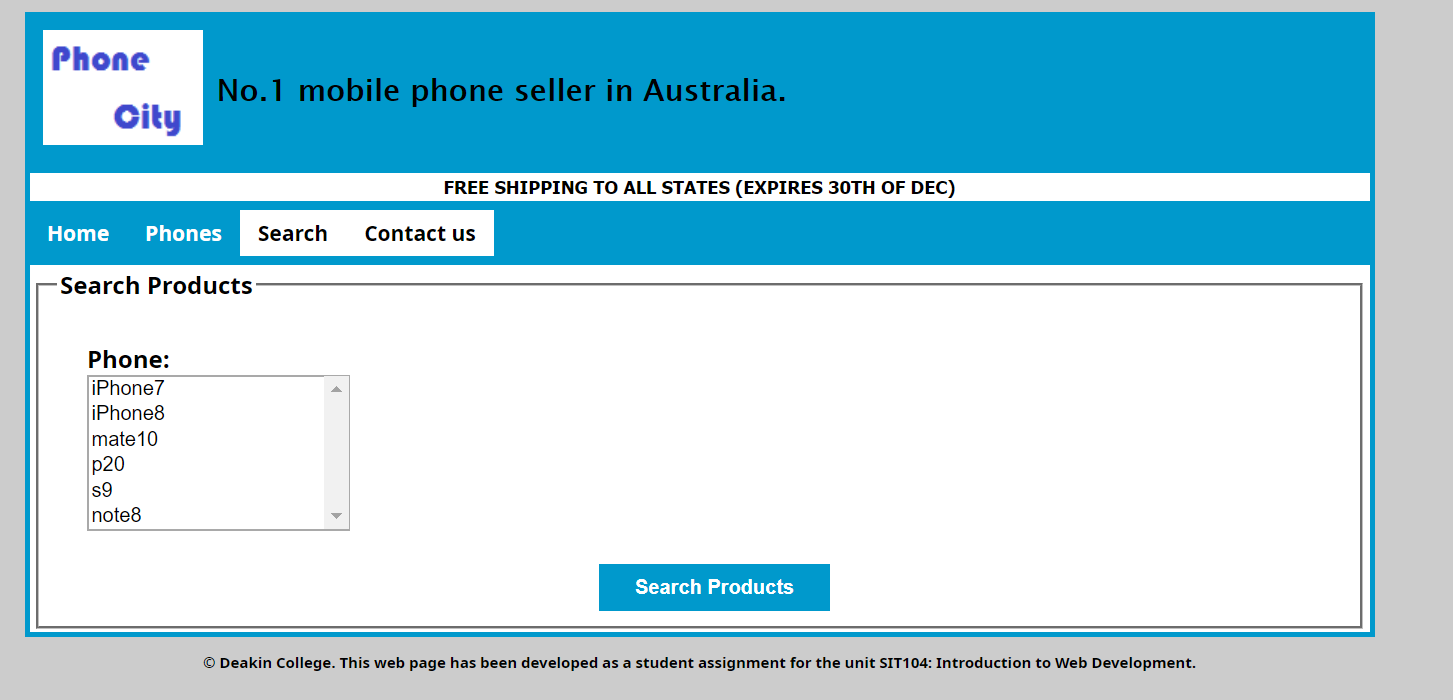 Phone
City
No.1 mobile phone seller in Australia.
FREE SHIPPING TO ALL STATES (EXPIRES 30TH OF DEC)
Home Phones Search Contact us
Search Products
Phone:
iPhone7
iPhone8
mate10
p20
s9
note8
Search Products
© Deakin College. This web page has been developed as a student assignment for the unit SIT104: Introduction to Web Development.